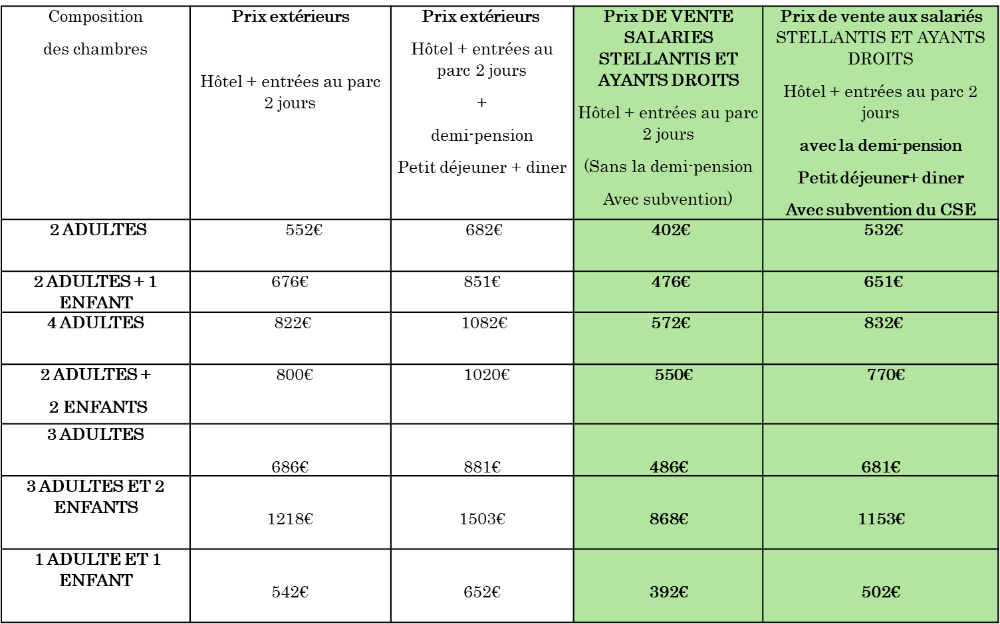 Composition
des chambres
Prix extérieurs
Hôtel + entrées au parc
2 jours
Prix extérieurs
Hôtel + entrées au
parc 2 jours
+
demi-pension
Petit déjeuner + diner
Prix DE VENTE
SALARIES
STELLANTIS ET
AYANTS DROITS
Hôtel + entrées au parc
2 jours
(Sans la demi-pension
Avec subvention)
Prix de vente aux salariés
STELLANTIS ET AYANTS
DROITS
Hôtel + entrées au parc 2
jours
avec la demi-pension
Petit déjeuner+ diner
Avec subvention du CSE
2 ADULTES
552€
682€
402€
532€
2 ADULTES + 1
ENFANT
676€
851€
476€
651€
4 ADULTES
822€
1082€
572€
832€
2 ADULTES +
2 ENFANTS
800€
1020€
550€
770€
3 ADULTES
686€
881€
486€
681€
3 ADULTES ET 2
ENFANTS
1218€
1503€
868€
1153€
1 ADULTE ET 1
ENFANT
542€
652€
392€
502€